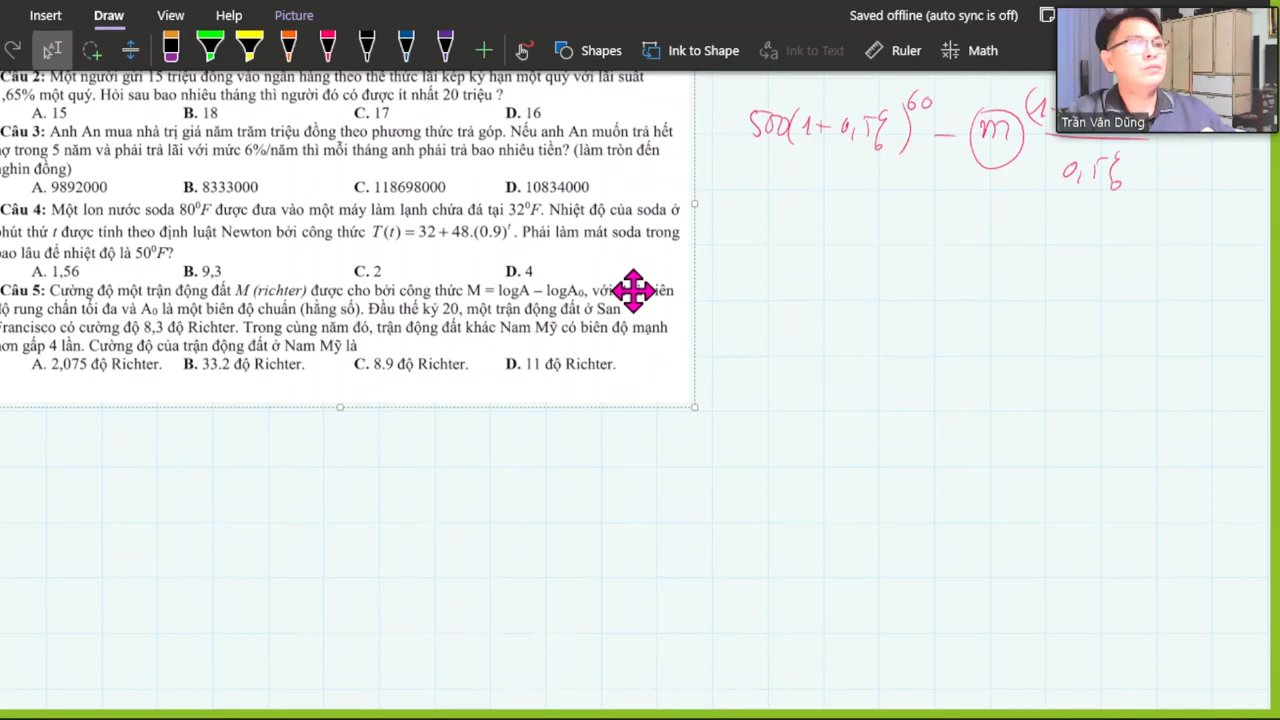 Insert Draw View Help Picture
Saved offline (auto sync is off)
Shapes Ink to Shape Ink to Text Ruler Math
Trần Văn Dũng
Câu 2: Một người gửi 15 triệu đồng vào ngân hàng theo thể thức lãi kép kỳ hạn một quý với lãi suất
,65% một quý. Hỏi sau bao nhiêu tháng thì người đó có được ít nhất 20 triệu ?
A. 15 B. 18 C. 17 D. 16
Câu 3: Anh An mua nhà trị giá năm trăm triệu đồng theo phương thức trả góp. Nếu anh An muốn trả hết
ợ trong 5 năm và phải trả lãi với mức 6%/năm thì mỗi tháng anh phải trả bao nhiêu tiền? (làm tròn đến
nghìn đồng)
A. 9892000 B. 8333000 C. 118698000 D. 10834000
Câu 4: Một lon nước soda 80⁰F được đưa vào một máy làm lạnh chứa đá tại 32⁰F. Nhiệt độ của soda ở
phút thứ t được tính theo định luật Newton bởi công thức T(t) = 32 + 48.(0.9)ᵗ. Phải làm mát soda trong
bao lâu để nhiệt độ là 50⁰F?
A. 1,56 B. 9,3 C. 2 D. 4
Câu 5: Cường độ một trận động đất M (richter) được cho bởi công thức M = logA – logA₀, với iên
độ rung chấn tối đa và A₀ là một biên độ chuẩn (hằng số). Đầu thế kỷ 20, một trận động đất ở San
Francisco có cường độ 8,3 độ Richter. Trong cùng năm đó, trận động đất khác Nam Mỹ có biên độ mạnh
hơn gấp 4 lần. Cường độ của trận động đất ở Nam Mỹ là
A. 2,075 độ Richter. B. 33.2 độ Richter. C. 8.9 độ Richter. D. 11 độ Richter.
500(1 + 0,5%)⁶⁰ – m (1
0,5%